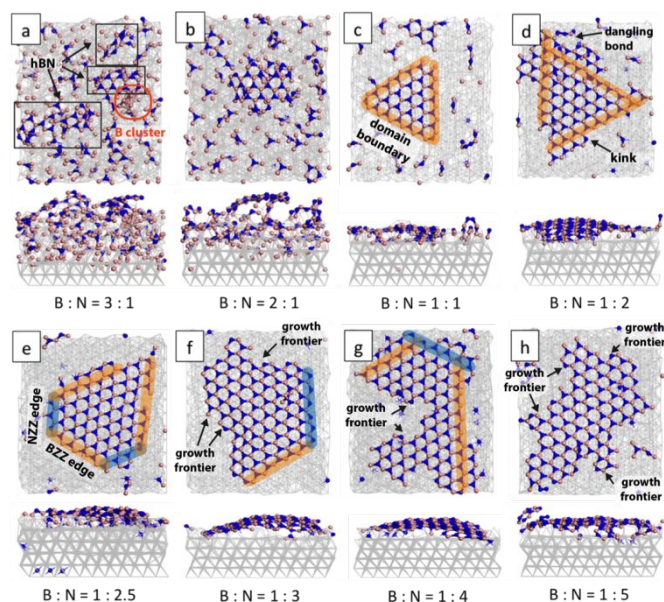 a
hBN
B cluster
b
c
domain
boundary
d
dangling
bond
kink
B : N = 3 : 1
B : N = 2 : 1
B : N = 1 : 1
B : N = 1 : 2
e
NZZ edge
BZZ edge
f
growth
frontier
growth
frontier
g
growth
frontier
h
growth
frontier
growth
frontier
growth
frontier
B : N = 1 : 2.5
B : N = 1 : 3
B : N = 1 : 4
B : N = 1 : 5